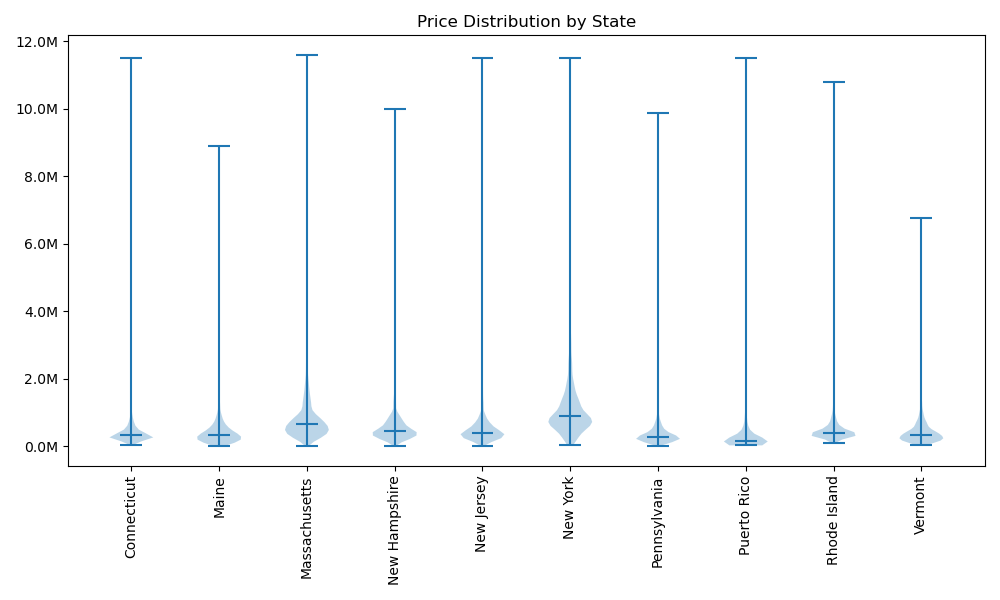 Price Distribution by State
12.0M
10.0M
8.0M
6.0M
4.0M
2.0M
0.0M
Connecticut
Maine
Massachusetts
New Hampshire
New Jersey
New York
Pennsylvania
Puerto Rico
Rhode Island
Vermont